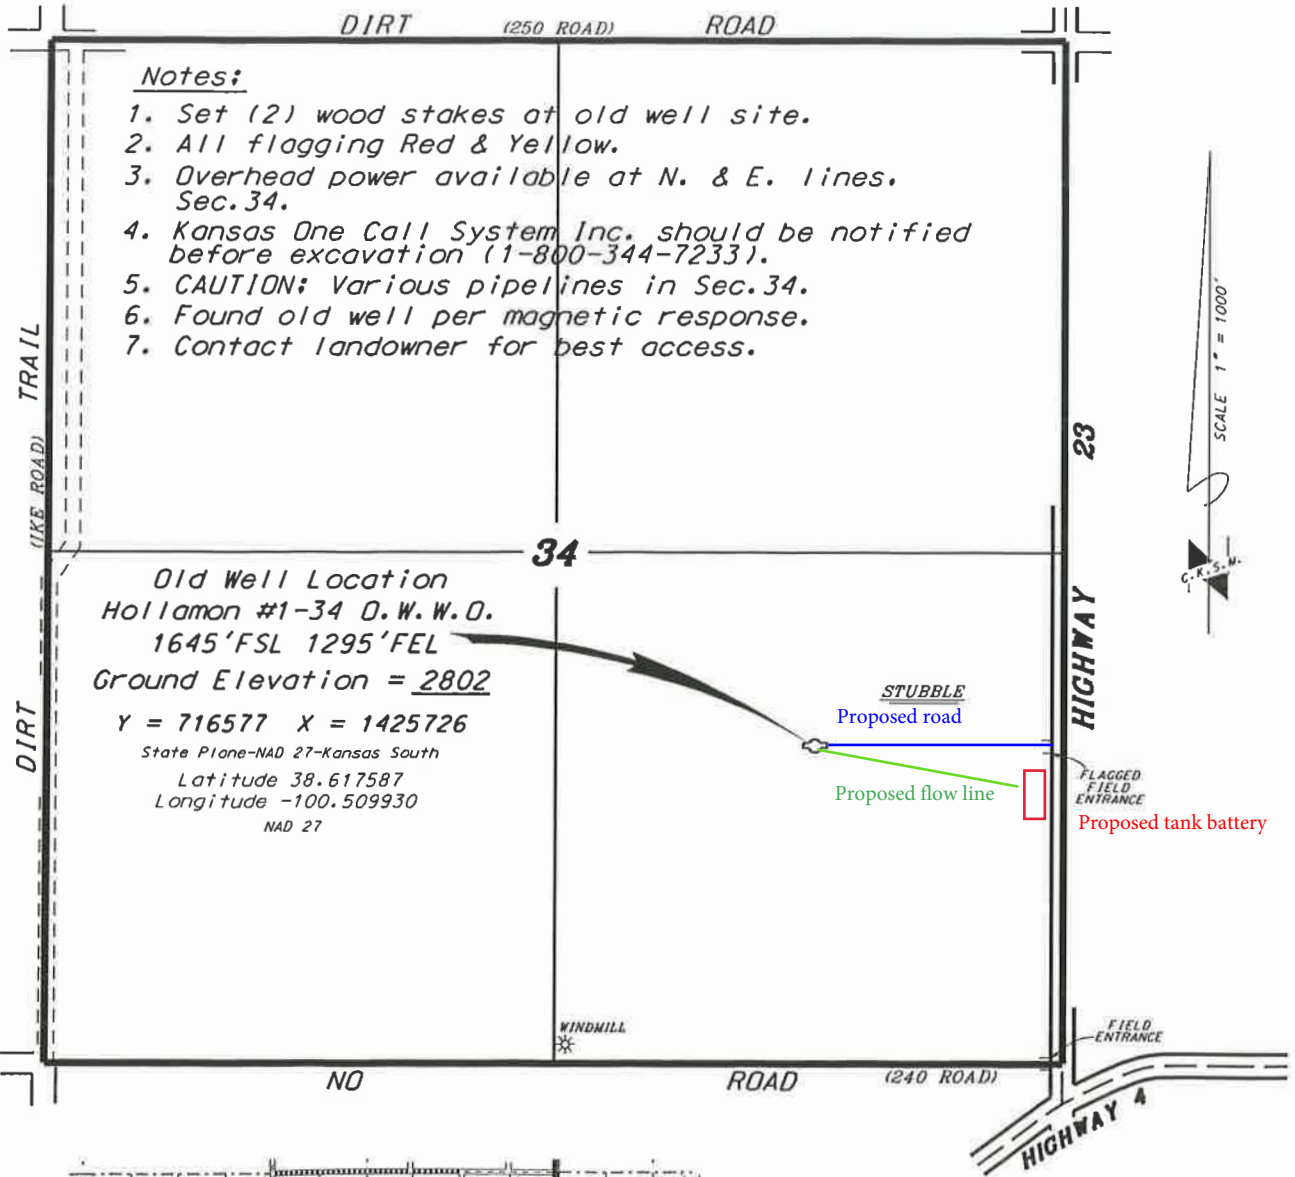 DIRT (250 ROAD) ROAD
Notes:
1. Set (2) wood stakes at old well site.
2. All flagging Red & Yellow.
3. Overhead power available at N. & E. lines.
Sec.34.
4. Kansas One Call System Inc. should be notified
before excavation (1-800-344-7233).
5. CAUTION: Various pipelines in Sec.34.
6. Found old well per magnetic response.
7. Contact landowner for best access.
DIRT (IKE ROAD) TRAIL
SCALE 1" = 1000'
C.K.S.M.
HIGHWAY 23
34
Old Well Location
Hollamon #1-34 O.W.W.O.
1645'FSL 1295'FEL
Ground Elevation = 2802
Y = 716577 X = 1425726
State Plane-NAD 27-Kansas South
Latitude 38.617587
Longitude -100.509930
NAD 27
STUBBLE
Proposed road
Proposed flow line
FLAGGED
FIELD
ENTRANCE
Proposed tank battery
WINDMILL
FIELD
ENTRANCE
NO ROAD (240 ROAD)
HIGHWAY 4